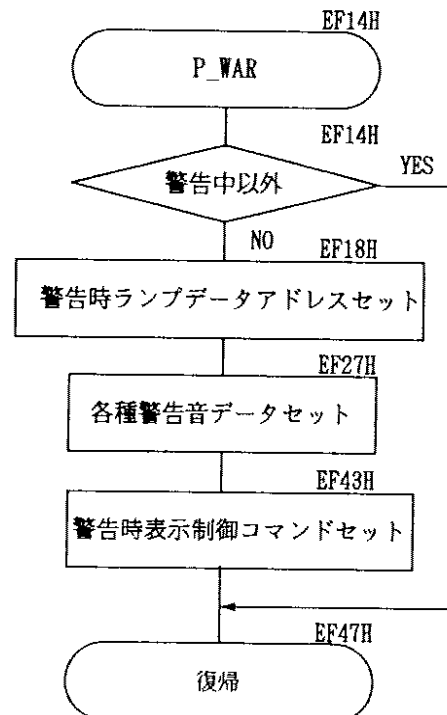 EF14H
P_WAR
EF14H
警告中以外
YES
NO
EF18H
警告時ランプデータアドレスセット
EF27H
各種警告音データセット
EF43H
警告時表示制御コマンドセット
EF47H
復帰